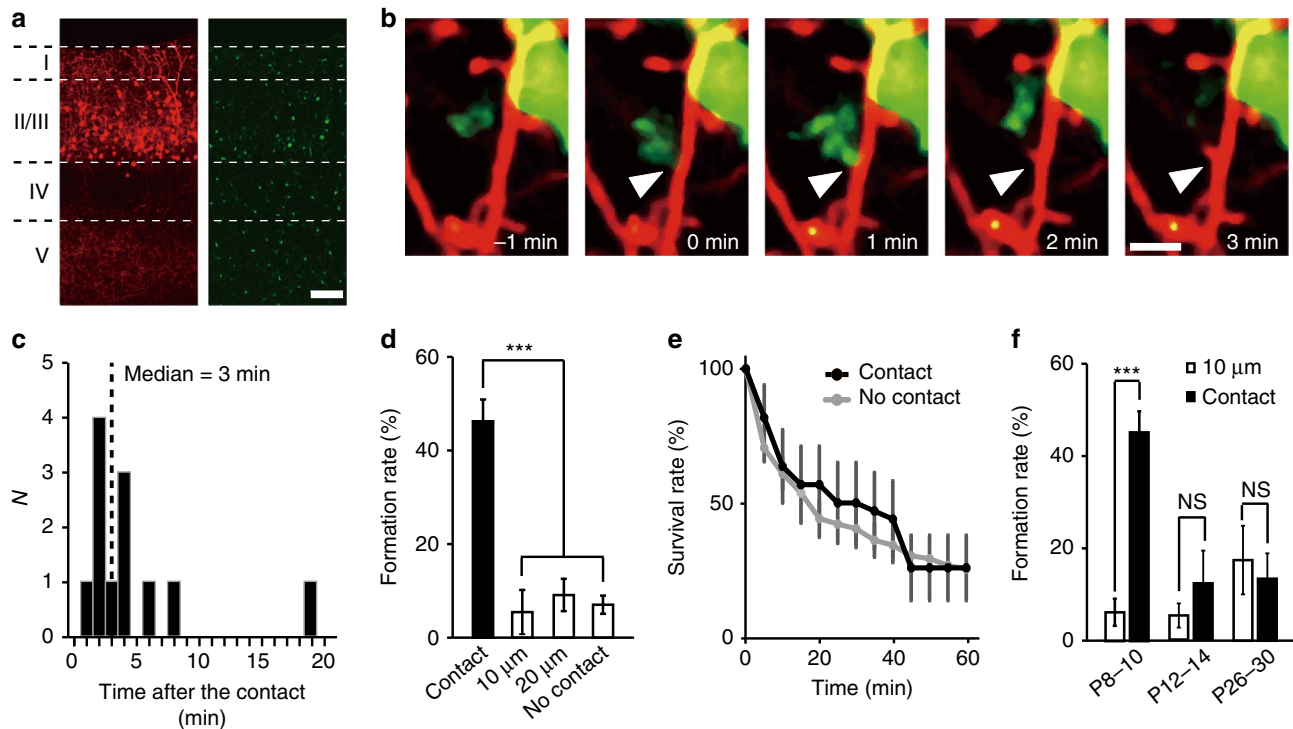 a
I
II/III
IV
V
b
–1 min
0 min
1 min
2 min
3 min
c
5
4
3
2
1
0
N
Median = 3 min
0 5 10 15 20
Time after the contact
(min)
d
60
40
20
0
Formation rate (%)
***
Contact
10 μm
20 μm
No contact
e
100
50
0
Survival rate (%)
Contact
No contact
0 20 40 60
Time (min)
f
60
40
20
0
Formation rate (%)
10 μm
Contact
***
NS
NS
P8–10
P12–14
P26–30